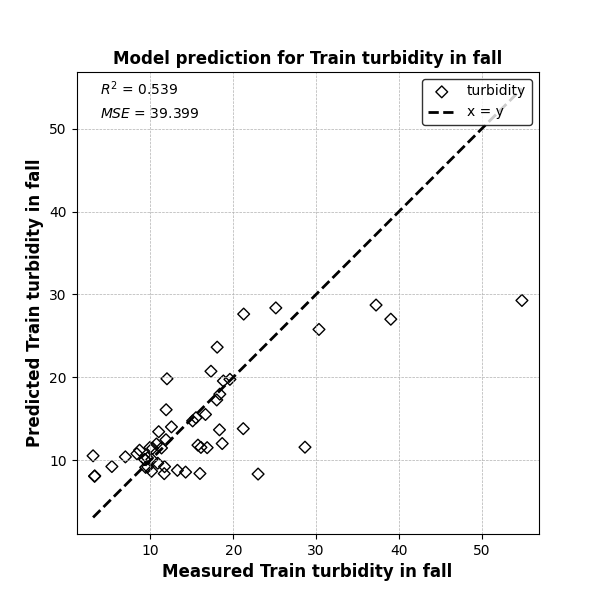 Model prediction for Train turbidity in fall
R² = 0.539
MSE = 39.399
turbidity
x = y
Predicted Train turbidity in fall
50
40
30
20
10
10 20 30 40 50
Measured Train turbidity in fall